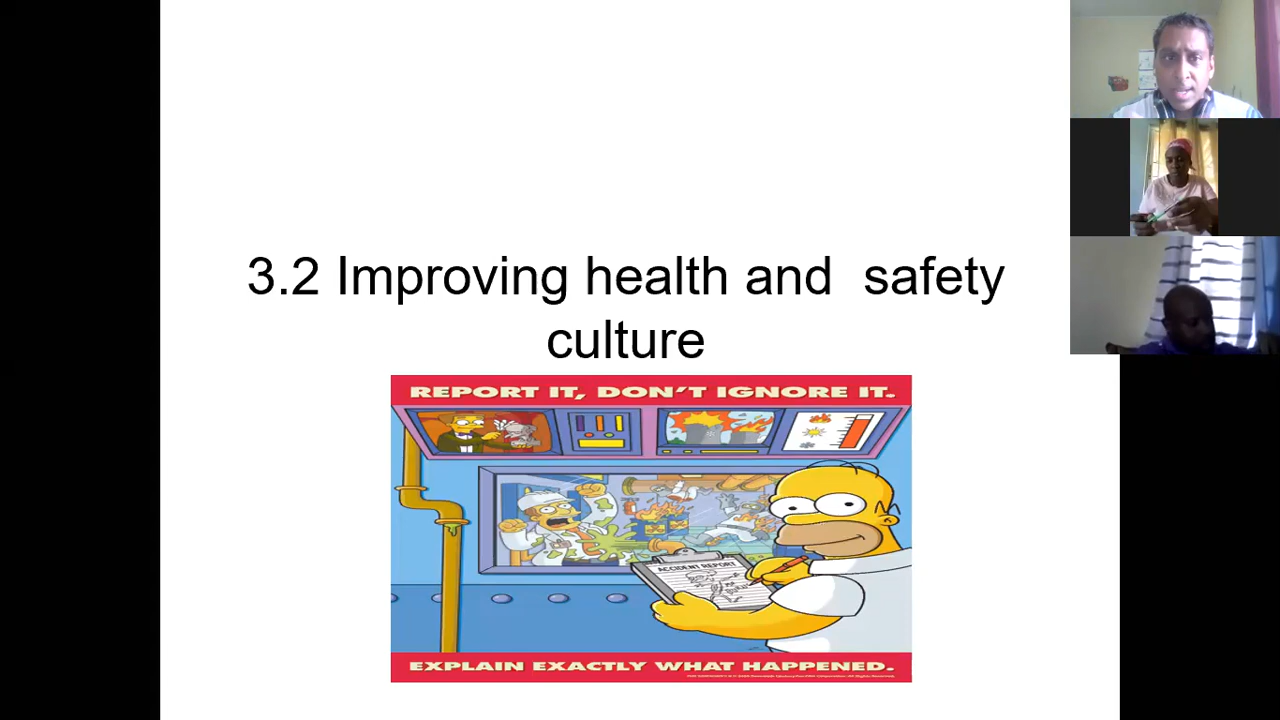 3.2 Improving health and  safety
culture
REPORT IT, DON'T IGNORE IT.
ACCIDENT REPORT
EXPLAIN EXACTLY WHAT HAPPENED.